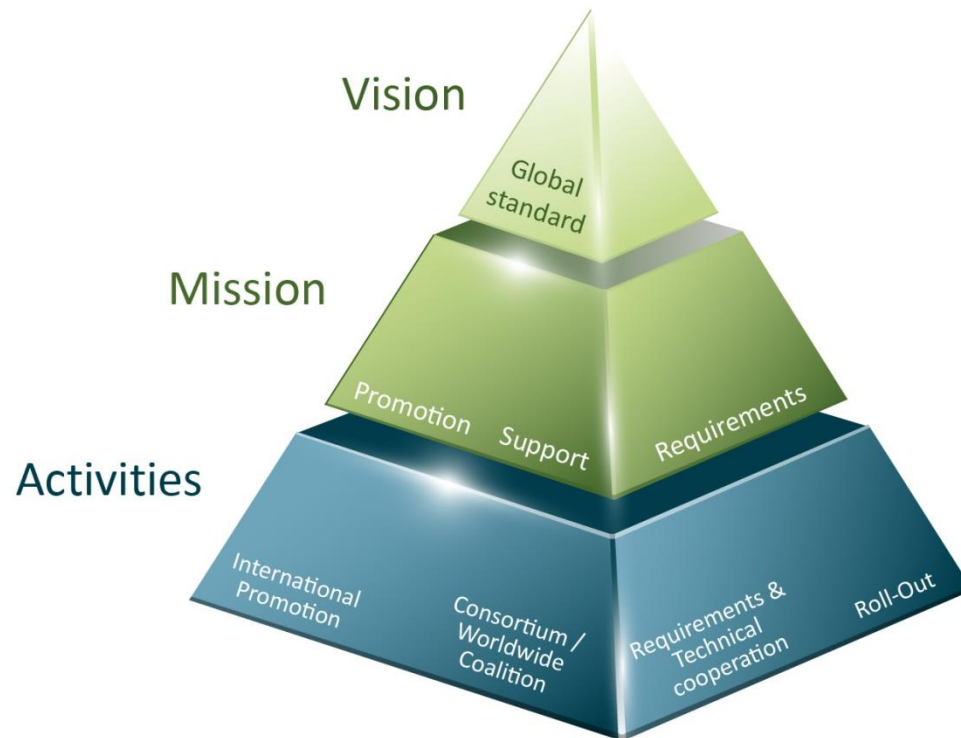 Vision
Global
standard
Mission
Promotion
Support
Requirements
Activities
International
Promotion
Consortium /
Worldwide
Coalition
Requirements &
Technical
cooperation
Roll-Out